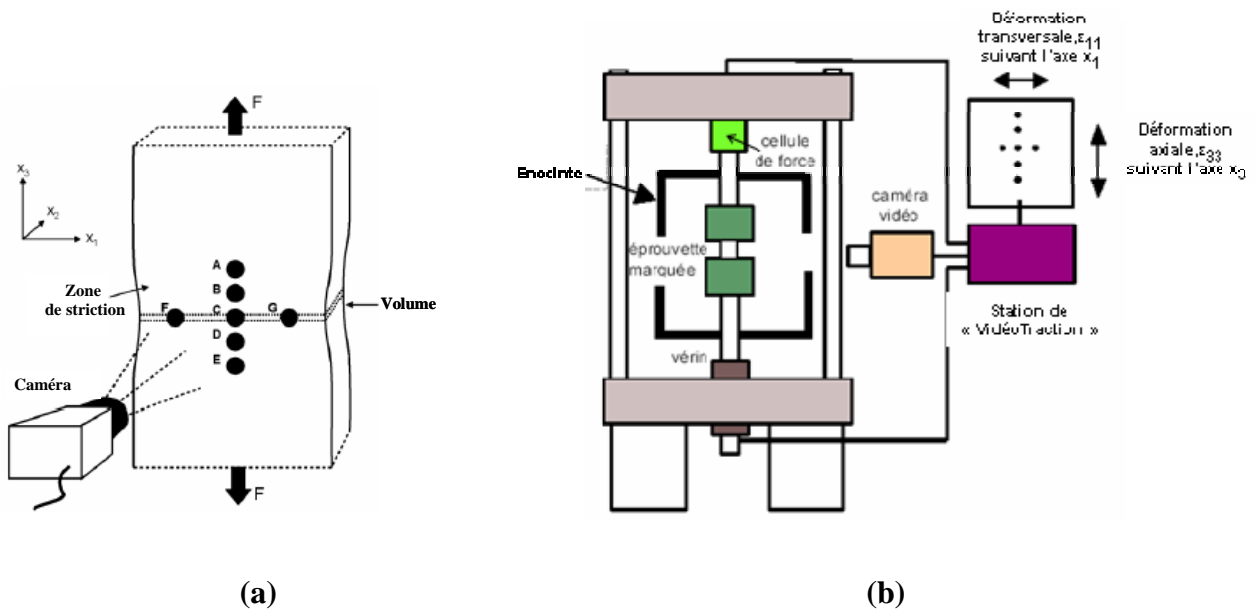 F
x3
x2
x1
A
B
Zone
de striction
F
C
G
Volume
D
E
Caméra
F
(a)
Déformation
transversale,ε11
suivant l'axe x1
cellule
de force
Enceinte
Déformation
axiale,ε33
suivant l'axe x3
caméra
vidéo
éprouvette
marquée
Station de
« VidéoTraction »
vérin
(b)